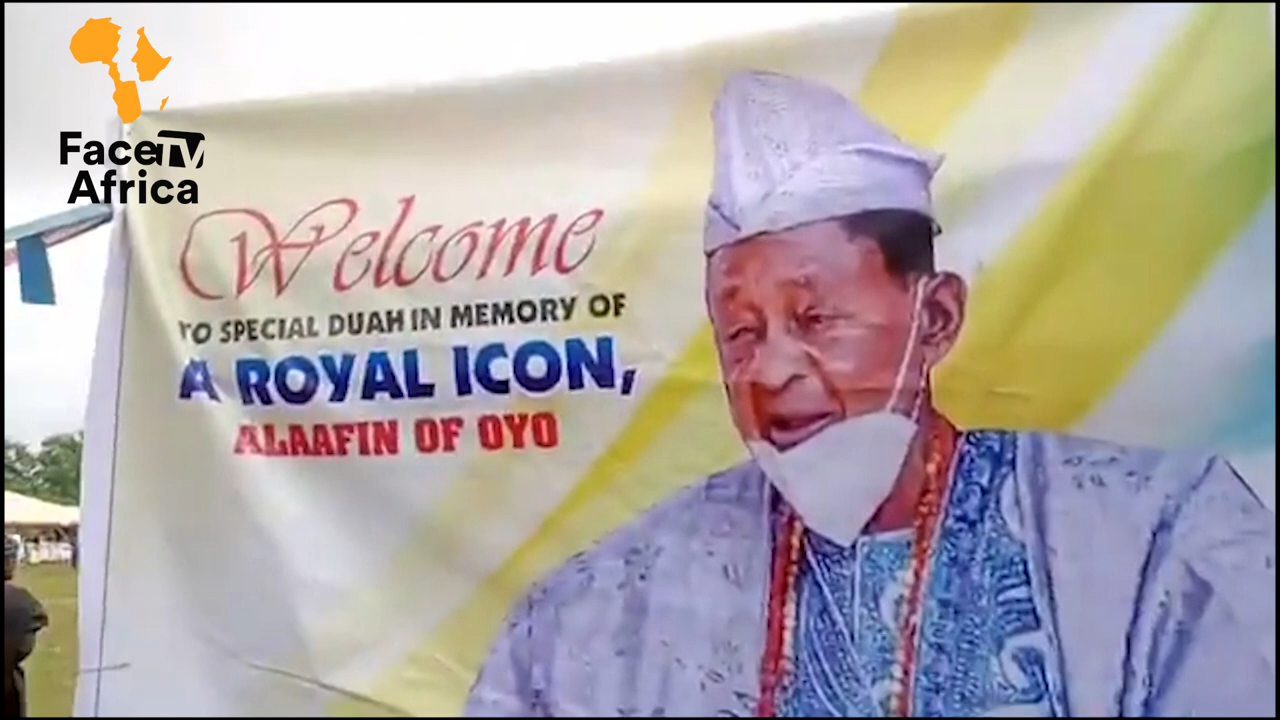 Face TV
Africa
Welcome
TO SPECIAL DUAH IN MEMORY OF
A ROYAL ICON,
ALAAFIN OF OYO